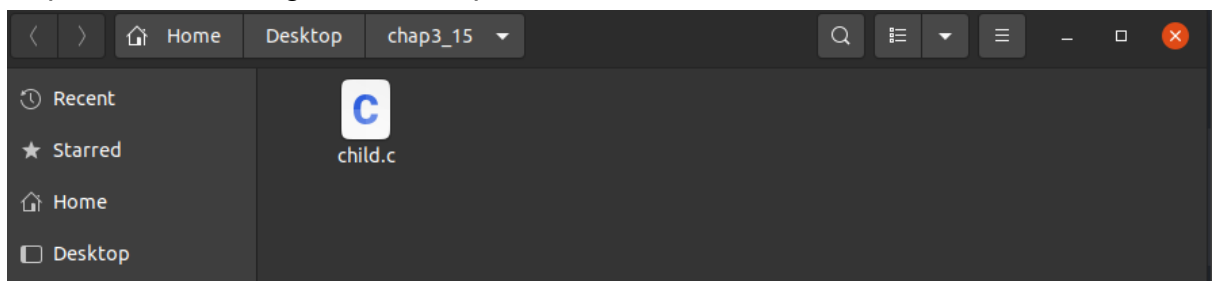 Home Desktop chap3_15
Recent
C
child.c
Starred
Home
Desktop